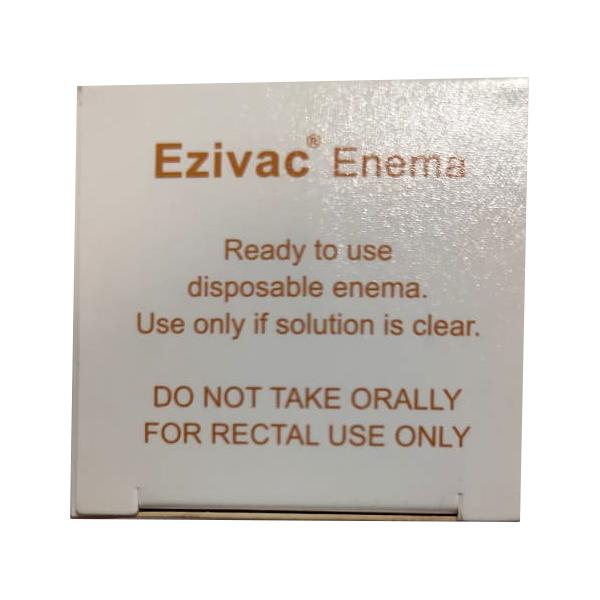 Ezivac® Enema
Ready to use
disposable enema.
Use only if solution is clear.
DO NOT TAKE ORALLY
FOR RECTAL USE ONLY